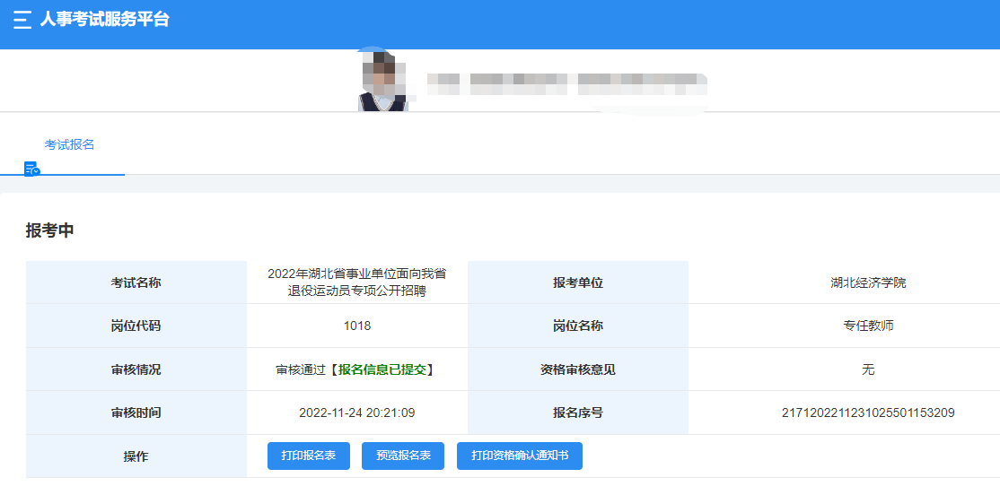 人事考试服务平台
考试报名
报考中
考试名称
2022年湖北省事业单位面向我省
退役运动员专项公开招聘
报考单位
湖北经济学院
岗位代码
1018
岗位名称
专任教师
审核情况
审核通过【报名信息已提交】
资格审核意见
无
审核时间
2022-11-24 20:21:09
报名序号
2171202211231025501153209
操作
打印报名表
预览报名表
打印资格确认通知书